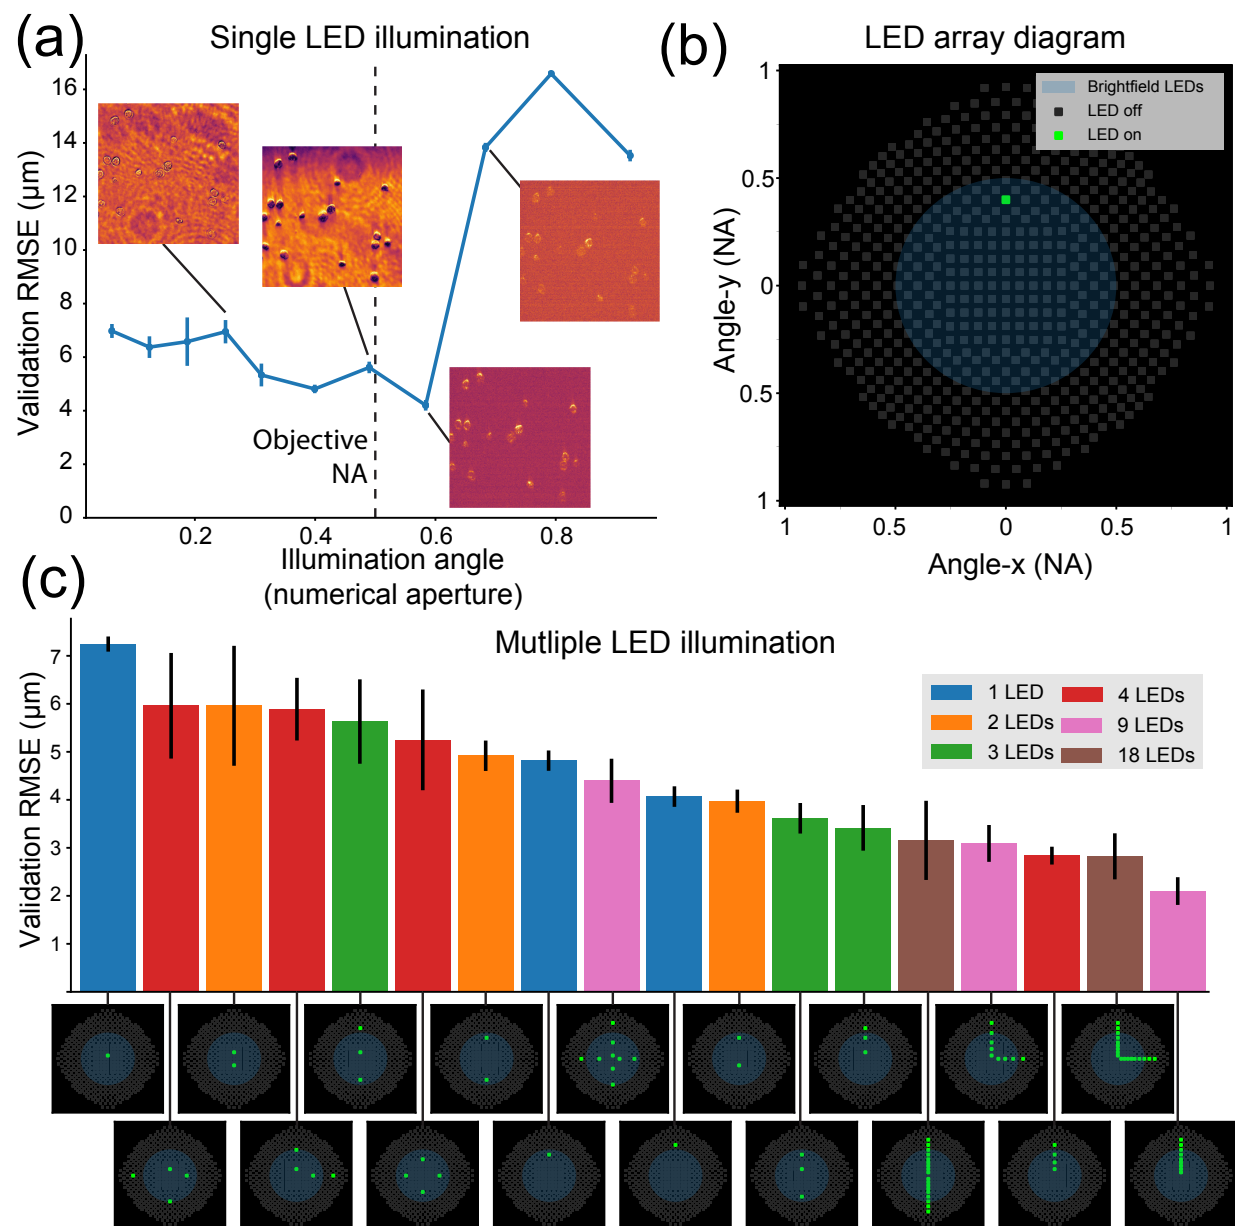 (a)
Single LED illumination
Validation RMSE (μm)
16
14
12
10
8
6
4
2
0
0.2
0.4
0.6
0.8
Objective
NA
Illumination angle
(numerical aperture)
(b)
LED array diagram
Brightfield LEDs
LED off
LED on
Angle-y (NA)
1
0.5
0
0.5
1
1
0.5
0
0.5
1
Angle-x (NA)
(c)
Mutliple LED illumination
Validation RMSE (μm)
7
6
5
4
3
2
1
1 LED
2 LEDs
3 LEDs
4 LEDs
9 LEDs
18 LEDs